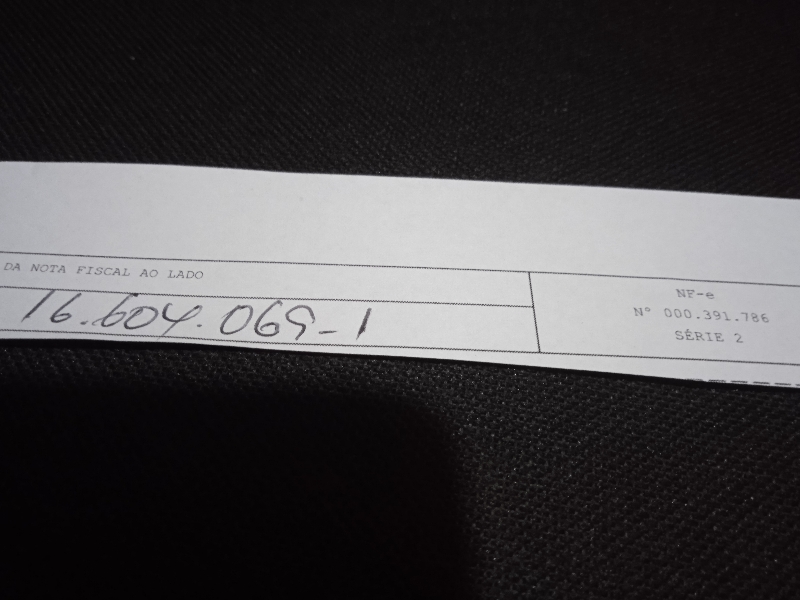 DA NOTA FISCAL AO LADO
16.604.069-1
NF-e
Nº 000.391.786
SÉRIE 2